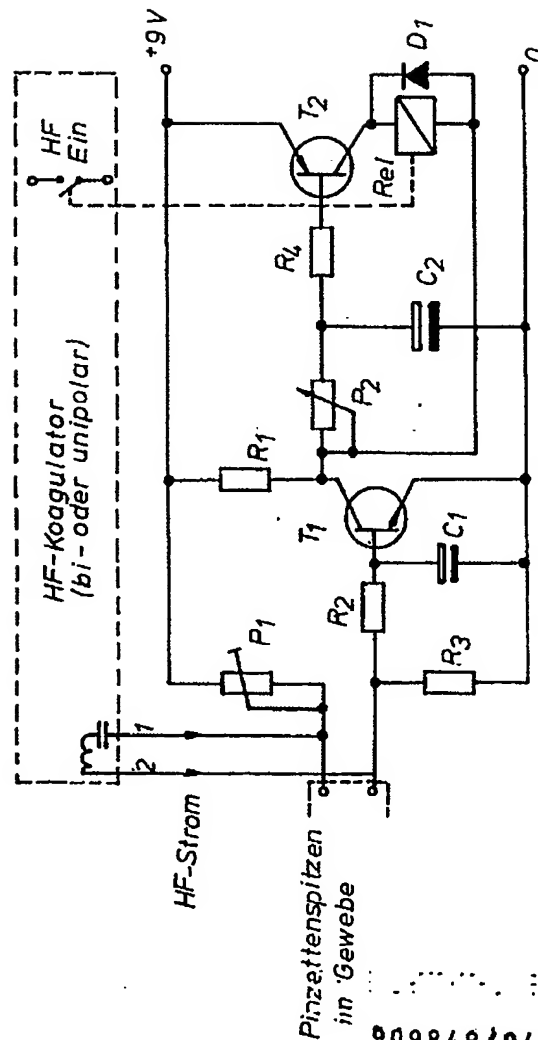 HF-Koagulator
(bi- oder unipolar)
HF
Ein
2
1
HF-Strom
+9V
P1
R1
T2
Rel
D1
R4
P2
C2
T1
R2
C1
R3
0
Pinzettenspitzen
im Gewebe